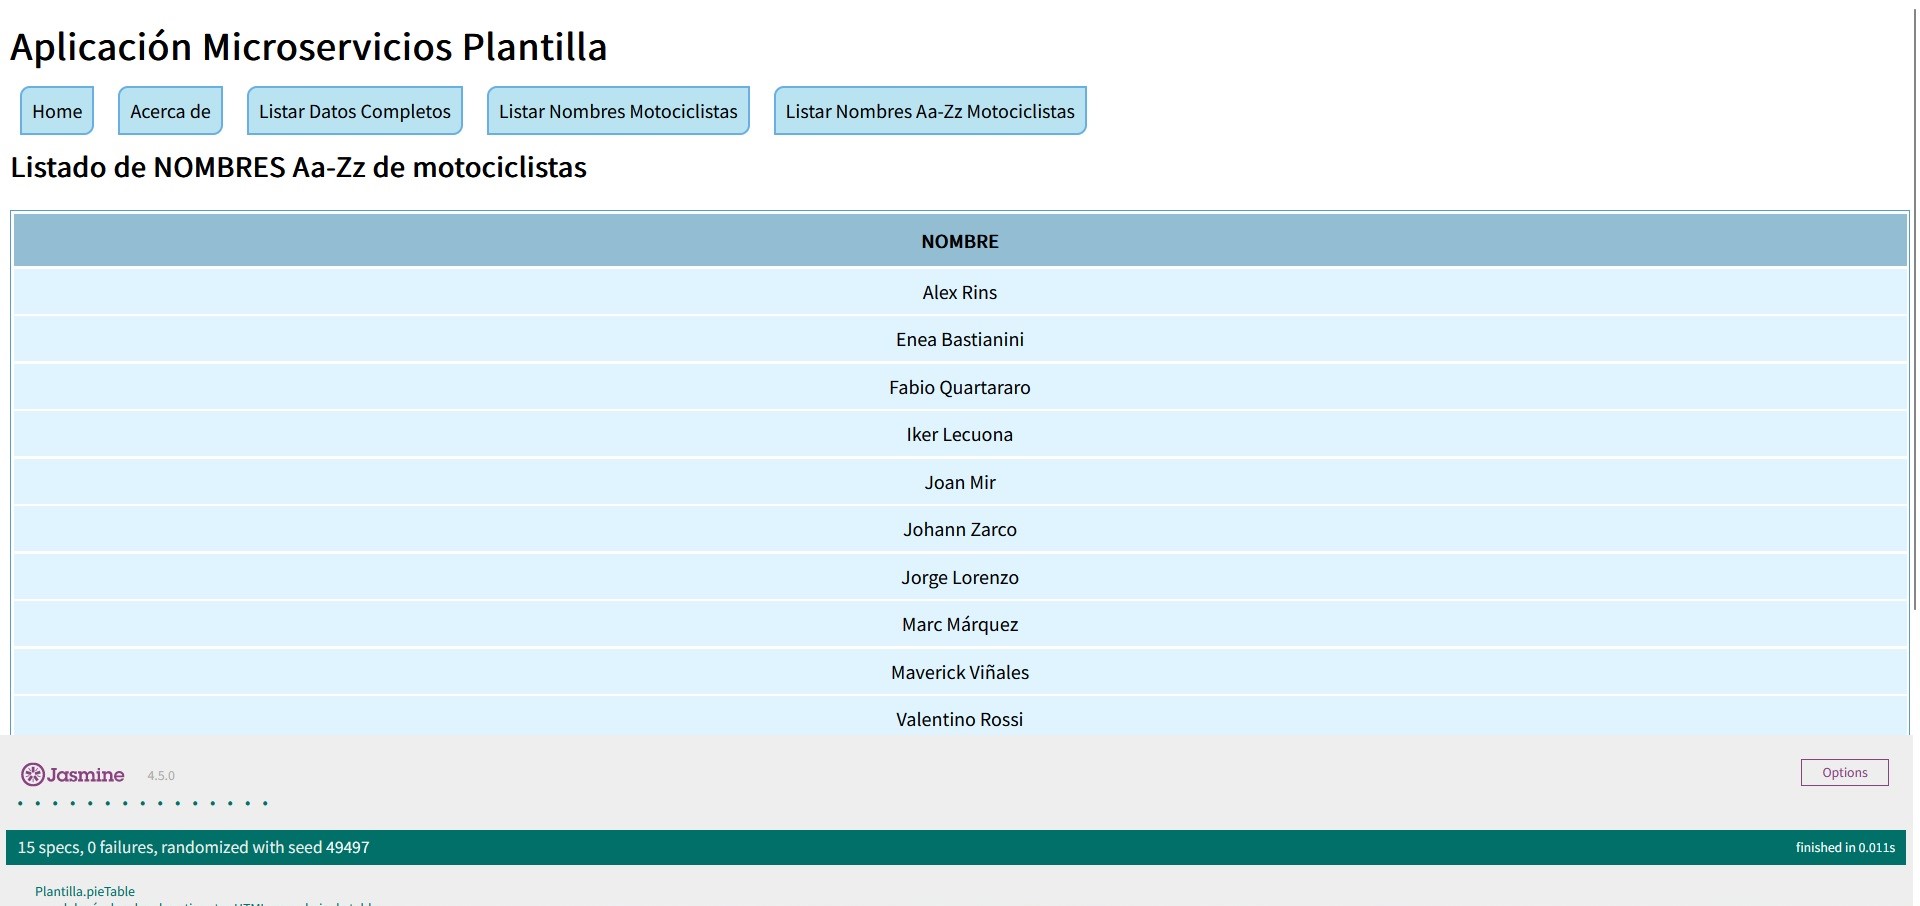 Aplicación Microservicios Plantilla
Home Acerca de Listar Datos Completos Listar Nombres Motociclistas Listar Nombres Aa-Zz Motociclistas
Listado de NOMBRES Aa-Zz de motociclistas
NOMBRE
Alex Rins
Enea Bastianini
Fabio Quartararo
Iker Lecuona
Joan Mir
Johann Zarco
Jorge Lorenzo
Marc Márquez
Maverick Viñales
Valentino Rossi
Jasmine 4.5.0 Options
15 specs, 0 failures, randomized with seed 49497 finished in 0.011s
Plantilla.pieTable